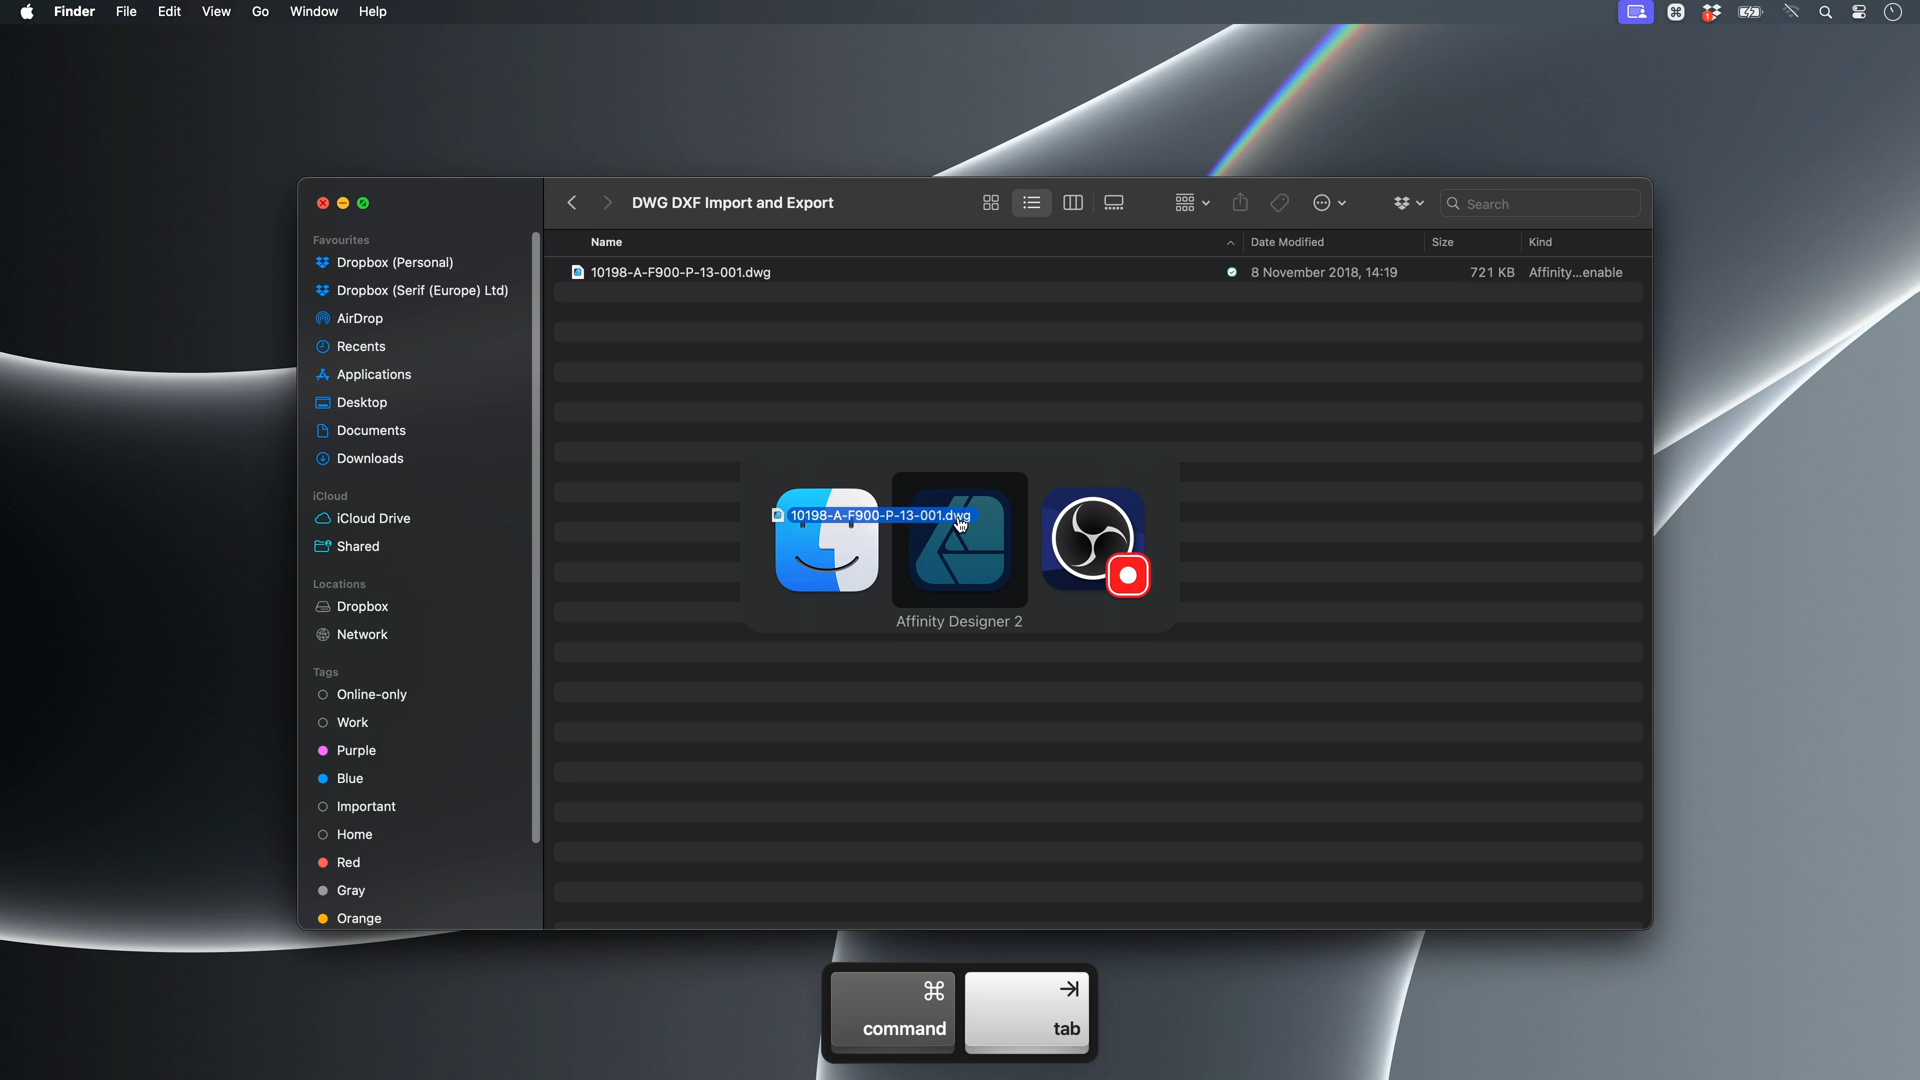 Finder File Edit View Go Window Help
DWG DXF Import and Export
Search
Favourites
Dropbox (Personal)
Dropbox (Serif (Europe) Ltd)
AirDrop
Recents
Applications
Desktop
Documents
Downloads
iCloud
iCloud Drive
Shared
Locations
Dropbox
Network
Tags
Online-only
Work
Purple
Blue
Important
Home
Red
Gray
Orange
Name Date Modified Size Kind
10198-A-F900-P-13-001.dwg 8 November 2018, 14:19 721 KB Affinity...enable
10198-A-F900-P-13-001.dwg
Affinity Designer 2
⌘ ⇥
command tab